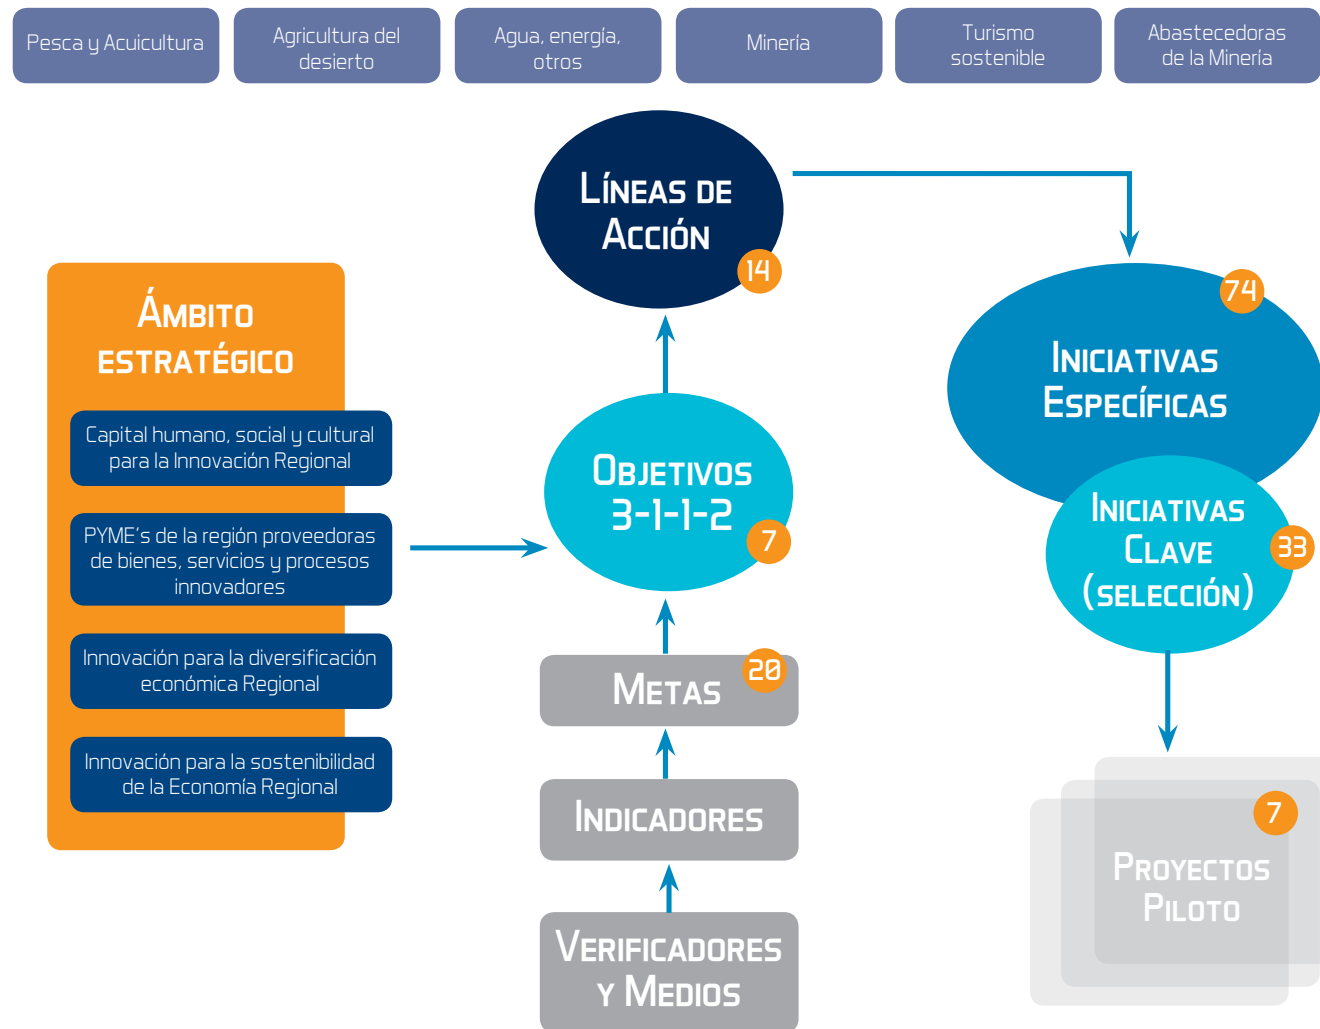 Pesca y Acuicultura
Agricultura del
desierto
Agua, energía,
otros
Minería
Turismo
sostenible
Abastecedoras
de la Minería
Líneas de
Acción
14
Ámbito
estratégico
Capital humano, social y cultural
para la Innovación Regional
PYME's de la región proveedoras
de bienes, servicios y procesos
innovadores
Innovación para la diversificación
económica Regional
Innovación para la sostenibilidad
de la Economía Regional
Objetivos
3-1-1-2
7
Metas
20
Indicadores
Verificadores
y Medios
74
Iniciativas
Específicas
Iniciativas
Clave
(selección)
33
7
Proyectos
Piloto